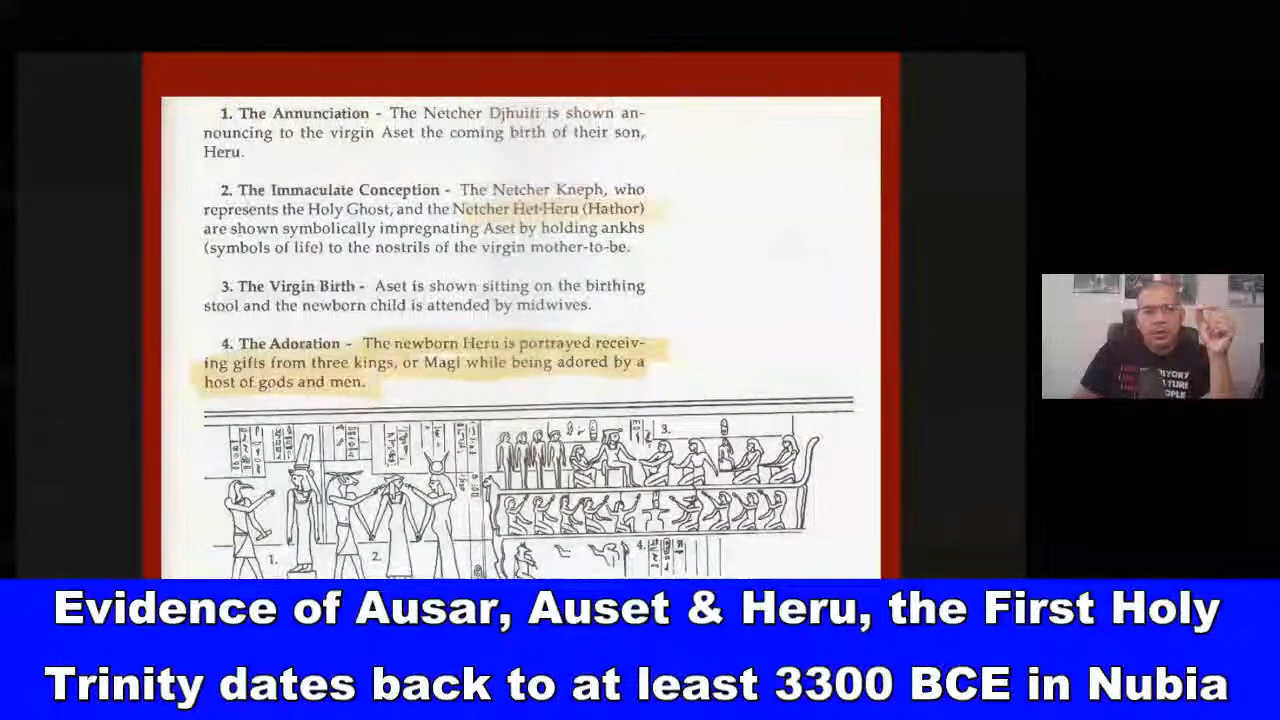 1. The Annunciation - The Netcher Djhuiti is shown an-
nouncing to the virgin Aset the coming birth of their son,
Heru.
2. The Immaculate Conception - The Netcher Kneph, who
represents the Holy Ghost, and the Netcher Het-Heru (Hathor)
are shown symbolically impregnating Aset by holding ankhs
(symbols of life) to the nostrils of the virgin mother-to-be.
3. The Virgin Birth - Aset is shown sitting on the birthing
stool and the newborn child is attended by midwives.
4. The Adoration - The newborn Heru is portrayed receiv-
ing gifts from three kings, or Magi while being adored by a
host of gods and men.
3.
1.
2.
4.
Evidence of Ausar, Auset & Heru, the First Holy
Trinity dates back to at least 3300 BCE in Nubia